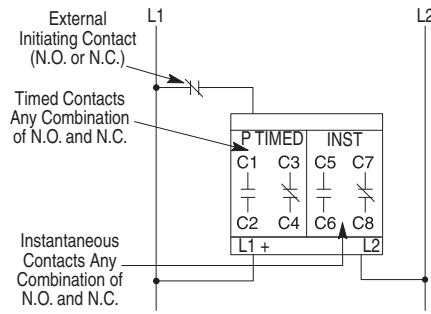 External
Initiating Contact
(N.O. or N.C.)
L1
L2
Timed Contacts
Any Combination
of N.O. and N.C.
P TIMED
INST
C1 C3 C5 C7
C2 C4 C6 C8
L1 +
L2
Instantaneous
Contacts Any
Combination of
N.O. and N.C.